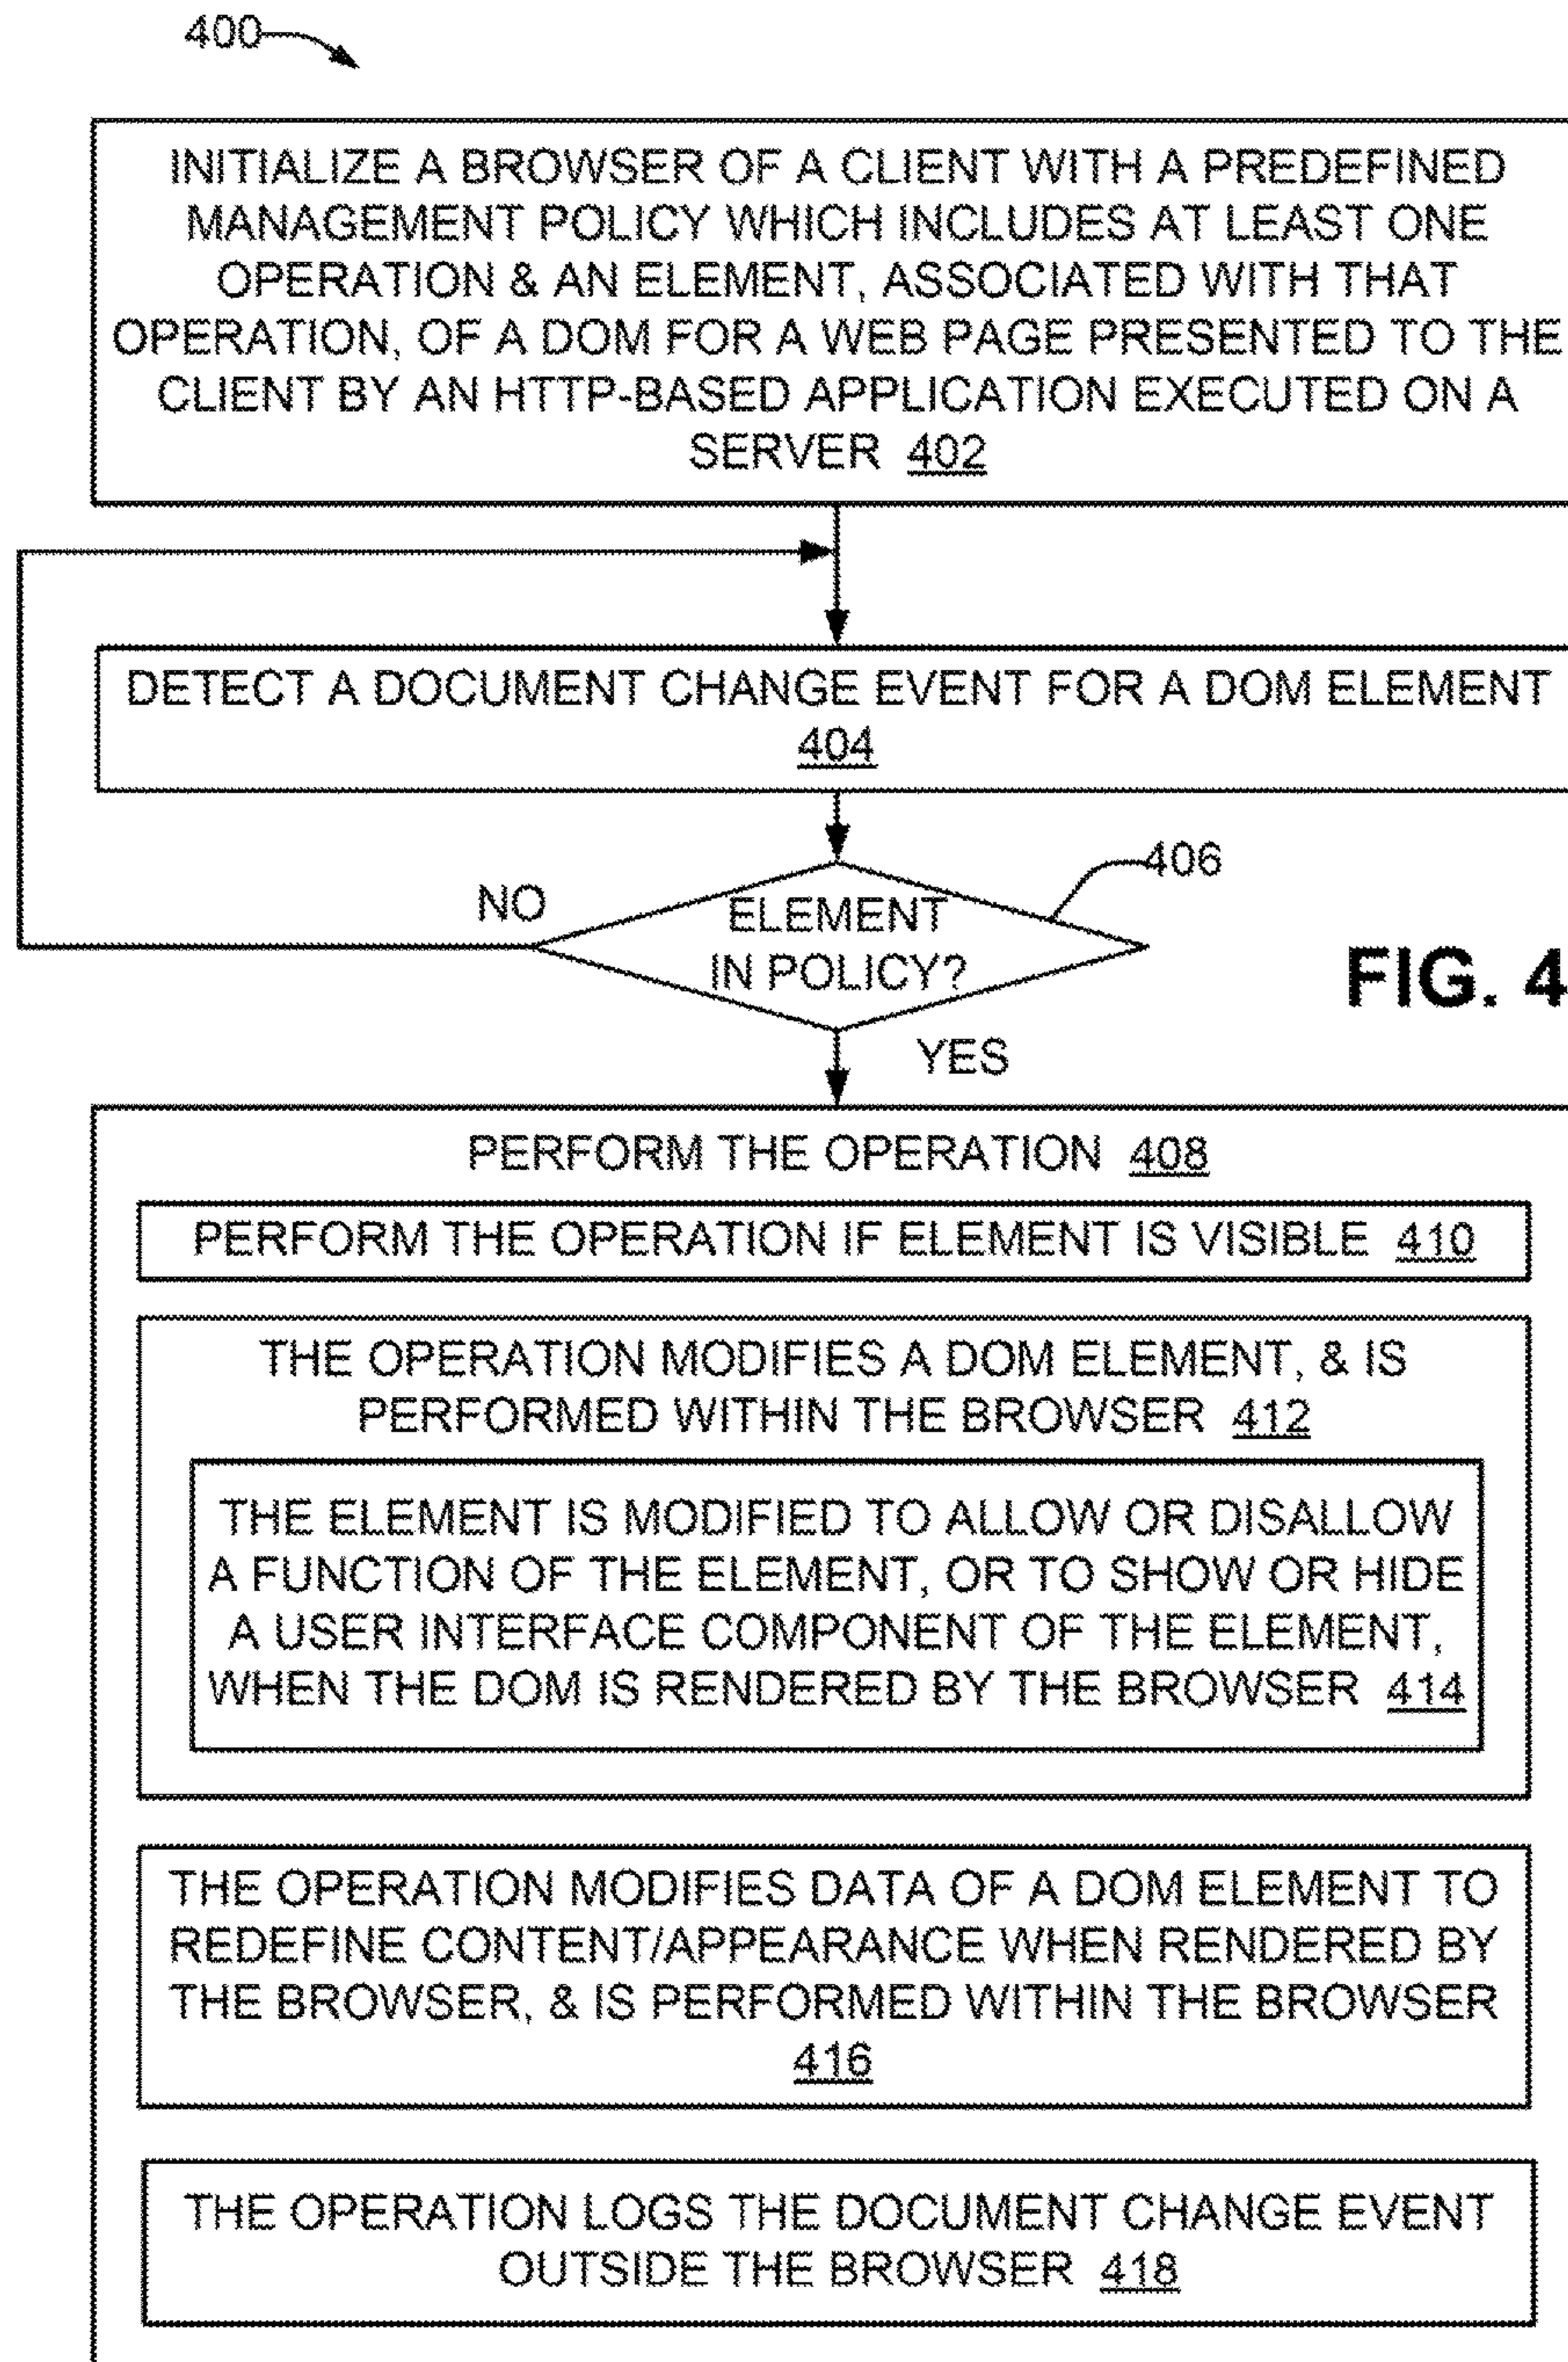 400
INITIALIZE A BROWSER OF A CLIENT WITH A PREDEFINED
MANAGEMENT POLICY WHICH INCLUDES AT LEAST ONE
OPERATION & AN ELEMENT, ASSOCIATED WITH THAT
OPERATION, OF A DOM FOR A WEB PAGE PRESENTED TO THE
CLIENT BY AN HTTP-BASED APPLICATION EXECUTED ON A
SERVER 402
DETECT A DOCUMENT CHANGE EVENT FOR A DOM ELEMENT
404
406
NO
ELEMENT
IN POLICY?
FIG. 4
YES
PERFORM THE OPERATION 408
PERFORM THE OPERATION IF ELEMENT IS VISIBLE 410
THE OPERATION MODIFIES A DOM ELEMENT, & IS
PERFORMED WITHIN THE BROWSER 412
THE ELEMENT IS MODIFIED TO ALLOW OR DISALLOW
A FUNCTION OF THE ELEMENT, OR TO SHOW OR HIDE
A USER INTERFACE COMPONENT OF THE ELEMENT,
WHEN THE DOM IS RENDERED BY THE BROWSER 414
THE OPERATION MODIFIES DATA OF A DOM ELEMENT TO
REDEFINE CONTENT/APPEARANCE WHEN RENDERED BY
THE BROWSER, & IS PERFORMED WITHIN THE BROWSER
416
THE OPERATION LOGS THE DOCUMENT CHANGE EVENT
OUTSIDE THE BROWSER 418